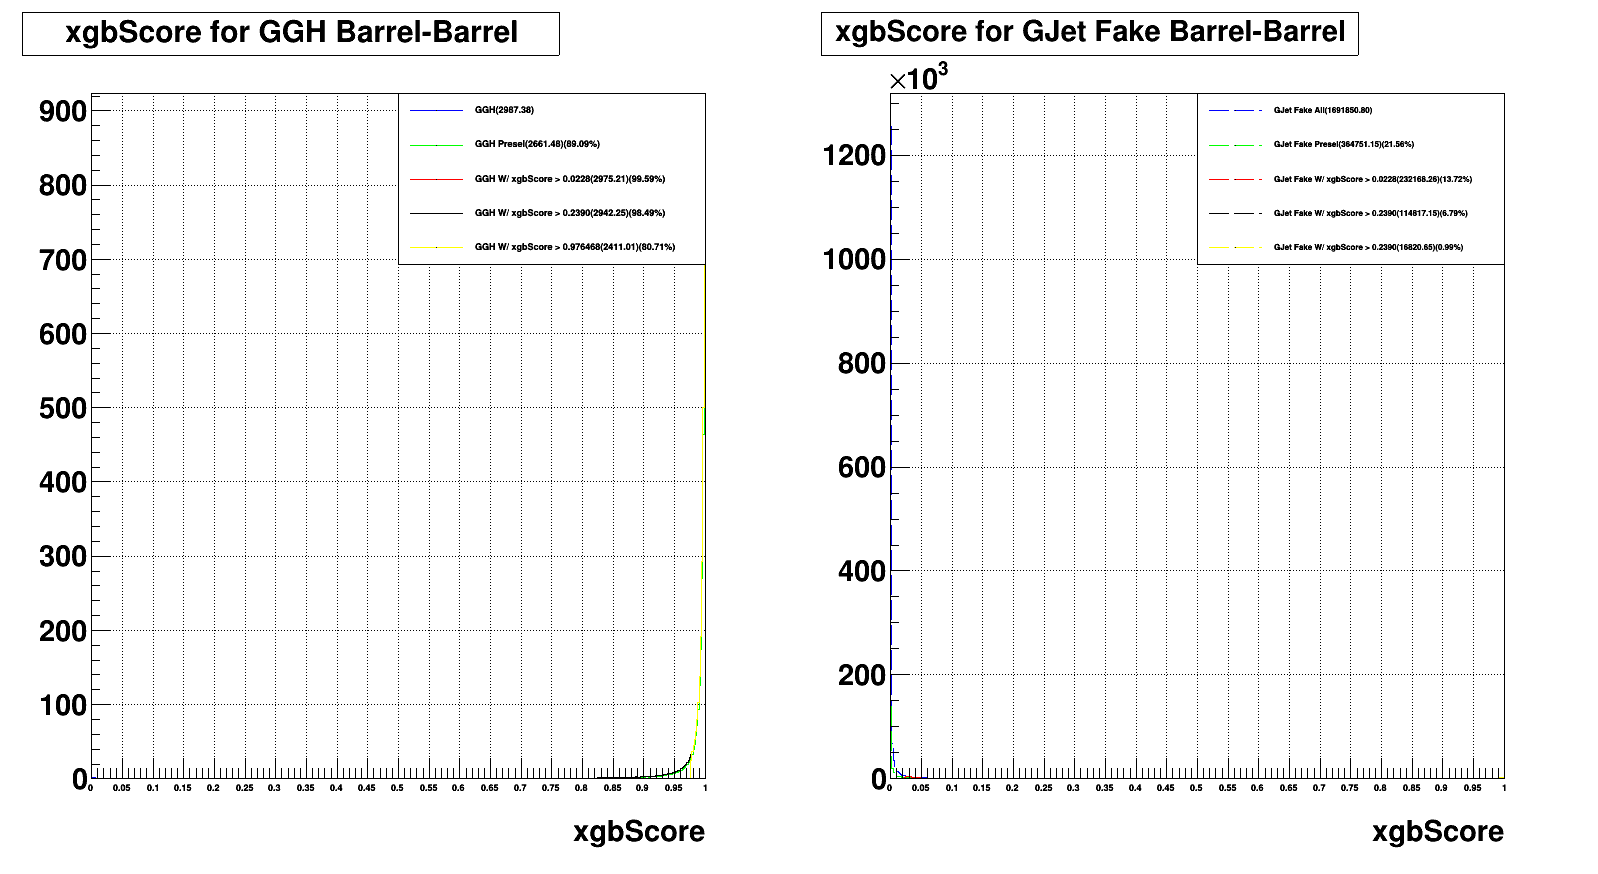 xgbScore for GGH Barrel-Barrel
900
800
700
600
500
400
300
200
100
0
GGH(2987.38)
GGH Presel(2661.48)(89.09%)
GGH W/ xgbScore > 0.0228(2975.21)(99.59%)
GGH W/ xgbScore > 0.2390(2942.25)(98.49%)
GGH W/ xgbScore > 0.976468(2411.01)(80.71%)
0 0.05 0.1 0.15 0.2 0.25 0.3 0.35 0.4 0.45 0.5 0.55 0.6 0.65 0.7 0.75 0.8 0.85 0.9 0.95 1
xgbScore
xgbScore for GJet Fake Barrel-Barrel
×10³
1200
1000
800
600
400
200
0
GJet Fake All(1691850.80)
GJet Fake Presel(364751.15)(21.56%)
GJet Fake W/ xgbScore > 0.0228(232168.26)(13.72%)
GJet Fake W/ xgbScore > 0.2390(114817.15)(6.79%)
GJet Fake W/ xgbScore > 0.2390(16820.65)(0.99%)
0 0.05 0.1 0.15 0.2 0.25 0.3 0.35 0.4 0.45 0.5 0.55 0.6 0.65 0.7 0.75 0.8 0.85 0.9 0.95 1
xgbScore